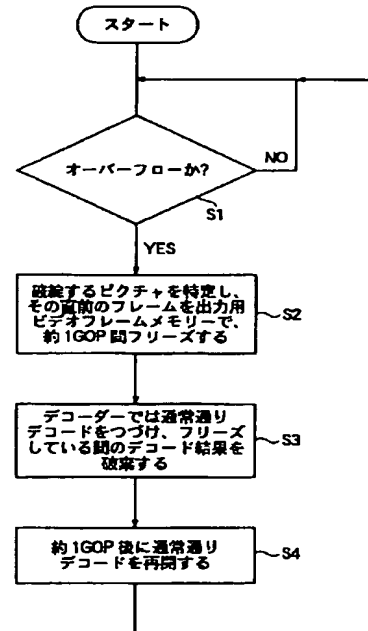 スタート
オーバーフローか?
NO
S1
YES
破綻するピクチャを特定し、
その直前のフレームを出力用
ビデオフレームメモリーで、
約1GOP間フリーズする
S2
デコーダーでは通常通り
デコードをつづけ、フリーズ
している間のデコード結果を
破棄する
S3
約1GOP後に通常通り
デコードを再開する
S4